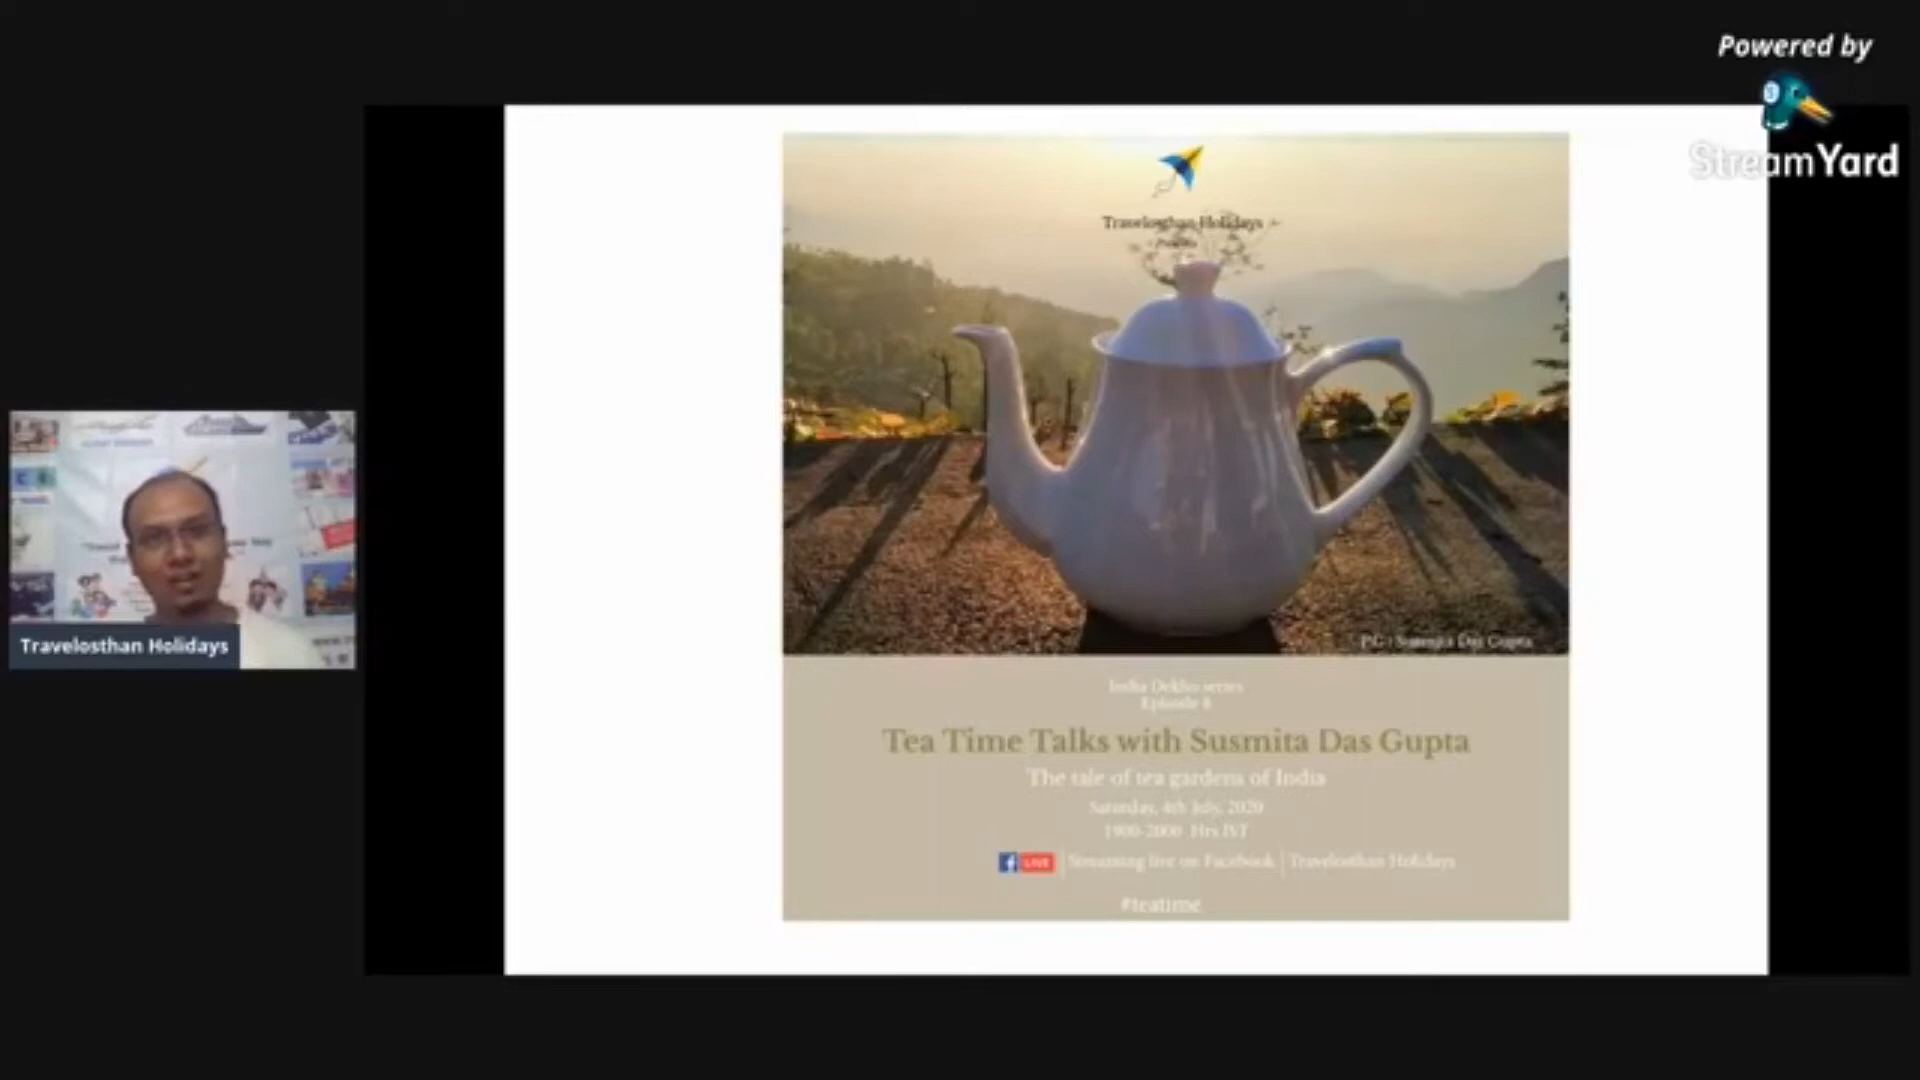 Powered by
StreamYard
Travelosthan Holidays
P.C : Susmita Das Gupta
India Dekho series
Episode 8
Tea Time Talks with Susmita Das Gupta
The tale of tea gardens of India
Saturday, 4th July, 2020
1900-2000 Hrs IST
f LIVE | Streaming live on Facebook | Travelosthan Holidays
#teatime
Travelosthan Holidays